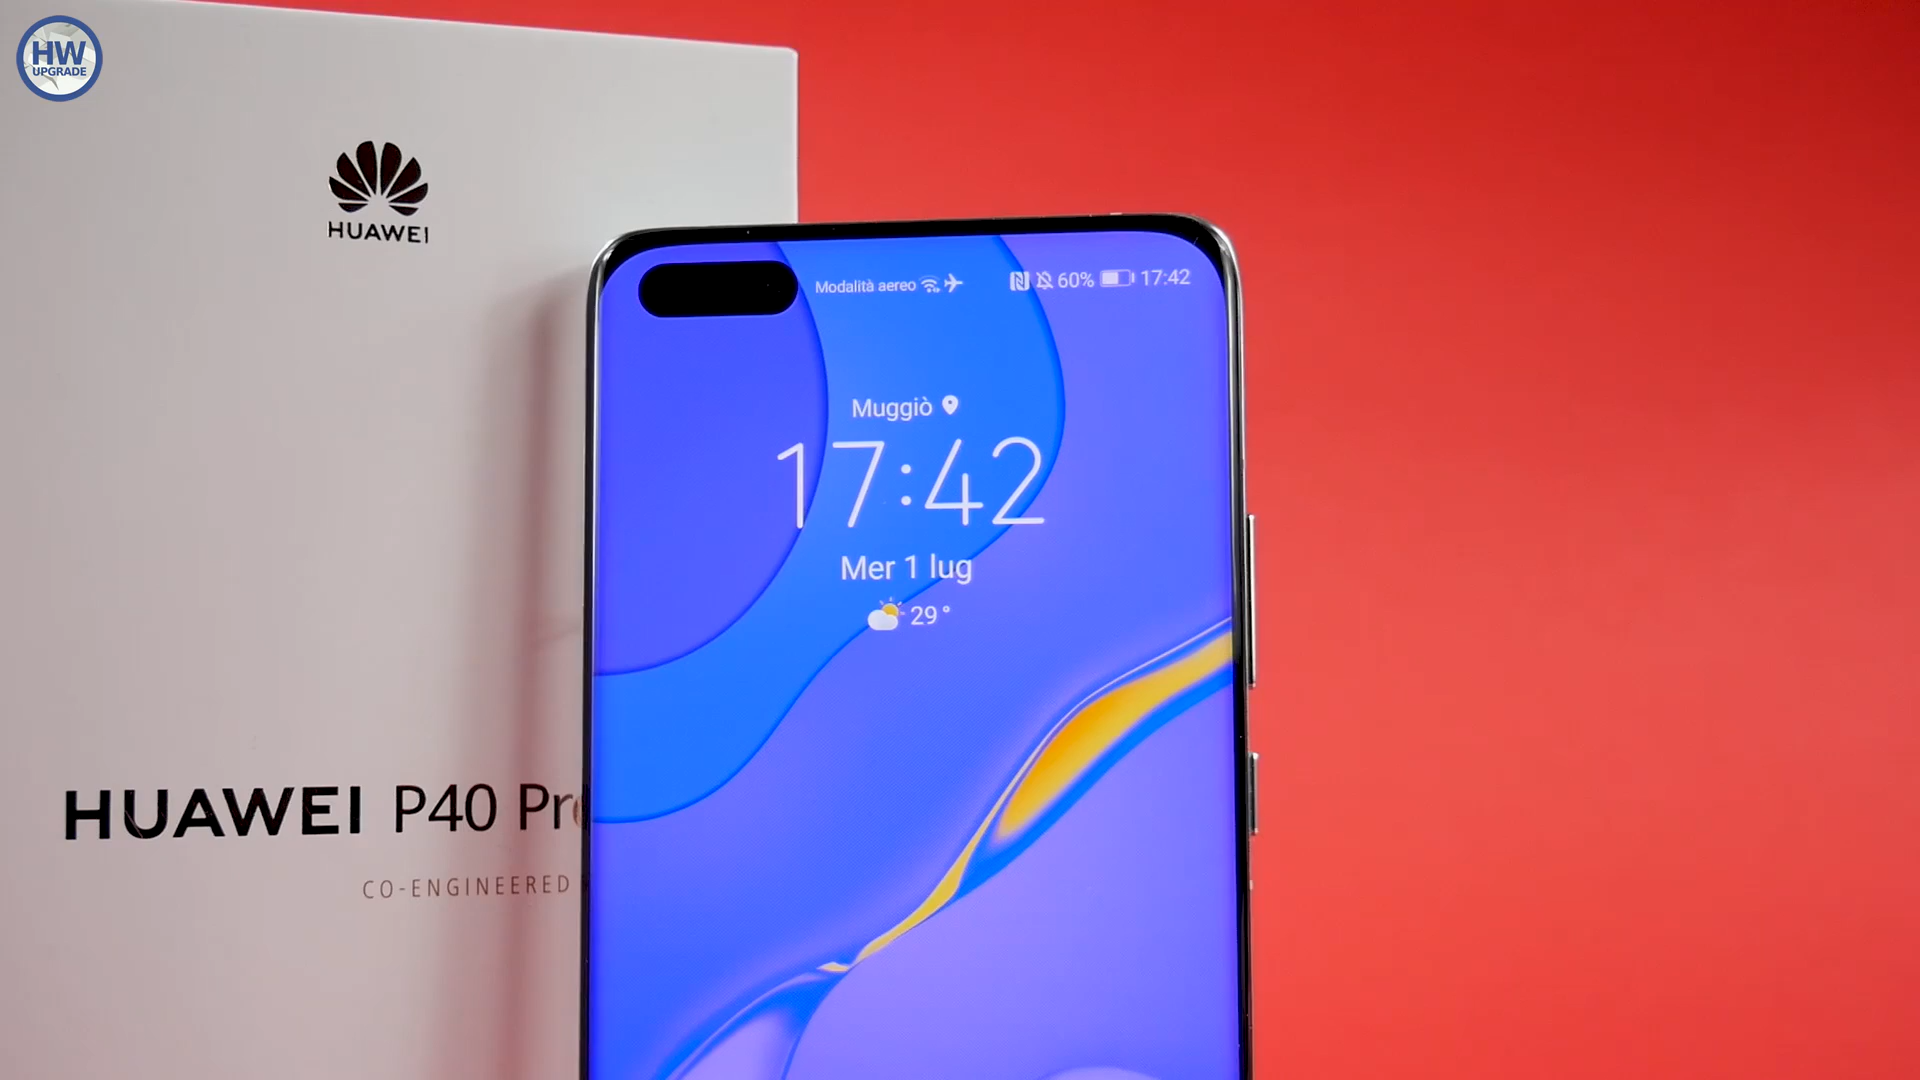 HW
UPGRADE
HUAWEI
Modalità aereo 60% 17:42
Muggiò
17:42
Mer 1 lug
29°
HUAWEI P40 Pro
CO-ENGINEERED